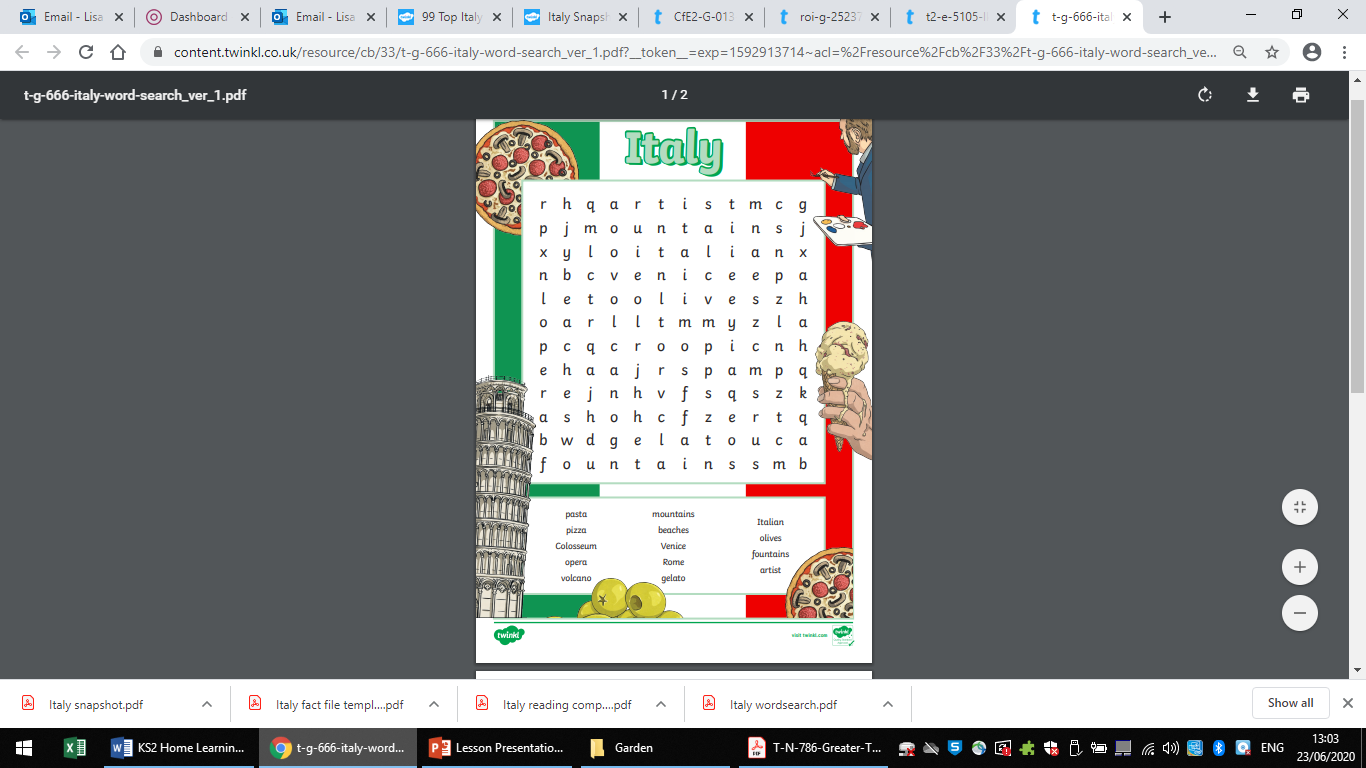 Email - Lisa
Dashboard
Email - Lisa
99 Top Italy
Italy Snapsh
CfE2-G-013
roi-g-25237
t2-e-5105-
t-g-666-ital
content.twinkl.co.uk/resource/cb/33/t-g-666-italy-word-search_ver_1.pdf?__token__=exp=1592913714~acl=%2Fresource%2Fcb%2F33%2Ft-g-666-italy-word-search_ve...
t-g-666-italy-word-search_ver_1.pdf
1 / 2
Italy
r h q a r t i s t m c g
p j m o u n t a i n s j
x y l o i t a l i a n x
n b c v e n i c e e p a
l e t o o l i v e s z h
o a r l l t m m y z l a
p c q c r o o p i c n h
e h a a j r s p a m p q
r e j n h v f s q s z k
a s h o h c f z e r t q
b w d g e l a t o u c a
f o u n t a i n s s m b
pasta
pizza
Colosseum
opera
volcano
mountains
beaches
Venice
Rome
gelato
Italian
olives
fountains
artist
twinkl
visit twinkl.com
twinkl
Italy snapshot.pdf
Italy fact file templ....pdf
Italy reading comp....pdf
Italy wordsearch.pdf
Show all
KS2 Home Learnin...
t-g-666-italy-word...
Lesson Presentatio...
Garden
T-N-786-Greater-T...
ENG
13:03
23/06/2020